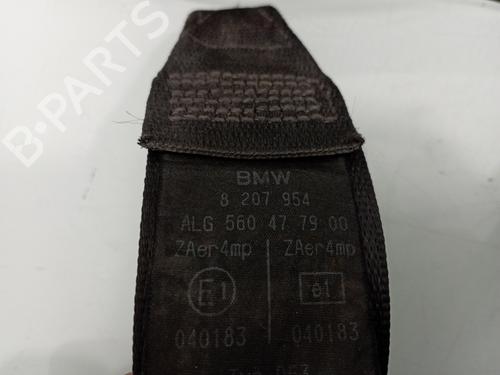 BMW
8 207 954
ALG 560 47 79 00
ZAer4mp ZAer4mp
E1 e1
040183 040183
B-PARTS